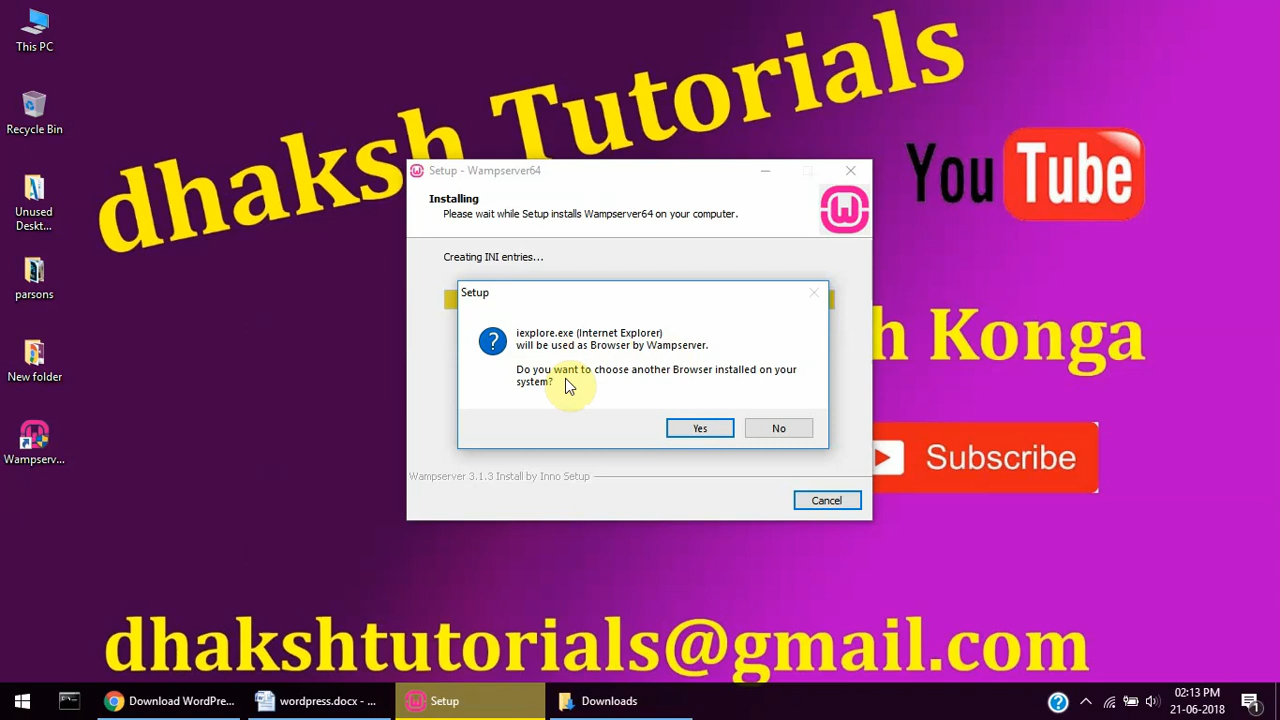 This PC
Recycle Bin
Unused
Deskt...
parsons
New folder
Wampserv...
dhaksh Tutorials
You Tube
h Konga
Subscribe
dhakshtutorials@gmail.com
Setup - Wampserver64
Installing
Please wait while Setup installs Wampserver64 on your computer.
Creating INI entries...
Setup
iexplore.exe (Internet Explorer)
will be used as Browser by Wampserver.
Do you want to choose another Browser installed on your
system?
Yes
No
Wampserver 3.1.3 Install by Inno Setup
Cancel
Download WordPre...
wordpress.docx - ...
Setup
Downloads
02:13 PM
21-06-2018
1